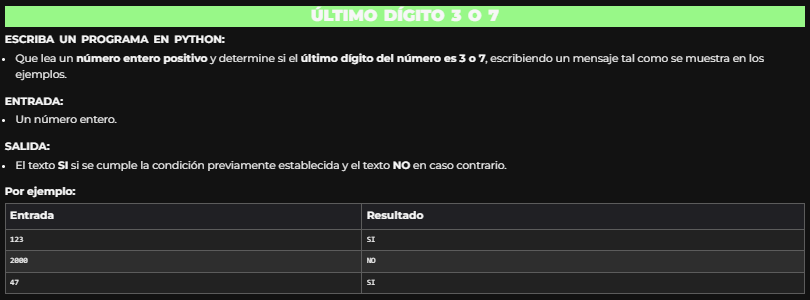 ÚLTIMO DÍGITO 3 O 7
ESCRIBA UN PROGRAMA EN PYTHON:
• Que lea un número entero positivo y determine si el último dígito del número es 3 o 7, escribiendo un mensaje tal como se muestra en los
ejemplos.
ENTRADA:
• Un número entero.
SALIDA:
• El texto SI si se cumple la condición previamente establecida y el texto NO en caso contrario.
Por ejemplo:
Entrada Resultado
123 SI
2000 NO
47 SI